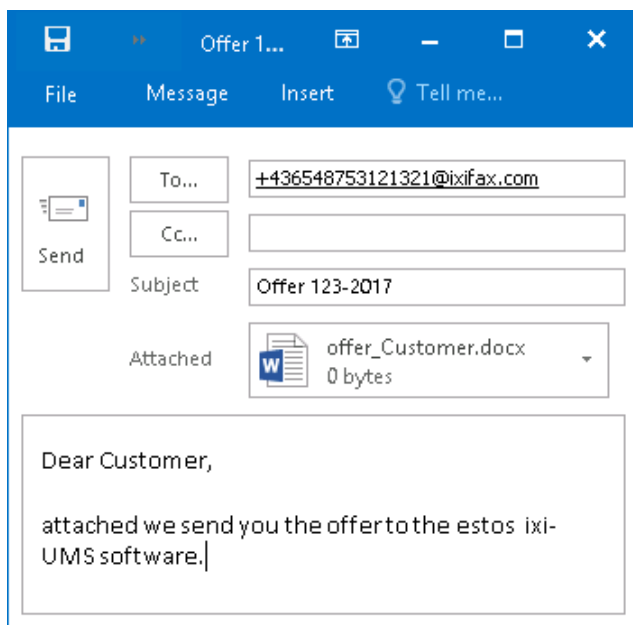 Offer 1...
File Message Insert Tell me...
To... +436548753121321@ixifax.com
Cc...
Send
Subject Offer 123-2017
Attached offer_Customer.docx
0 bytes
Dear Customer,
attached we send you the offer to the estos ixi-
UMS software.